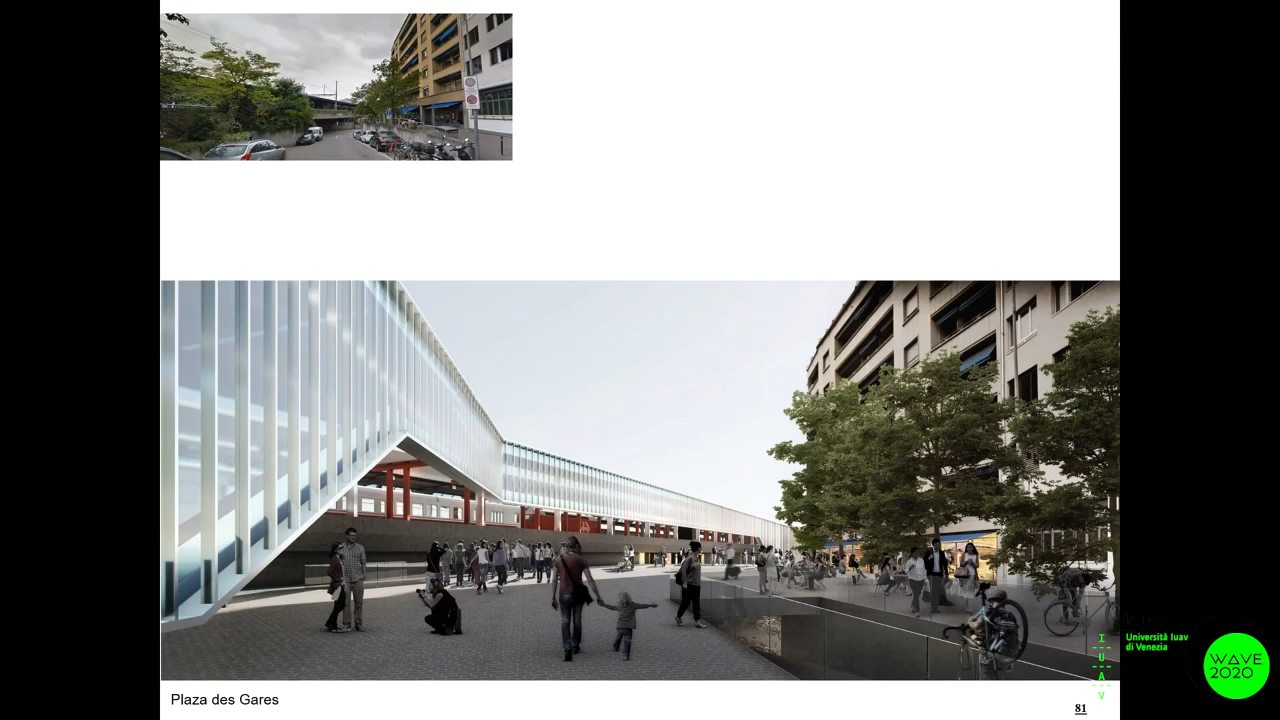 Plaza des Gares
81
I
U
A
V
Università Iuav
di Venezia
WAVE
2020